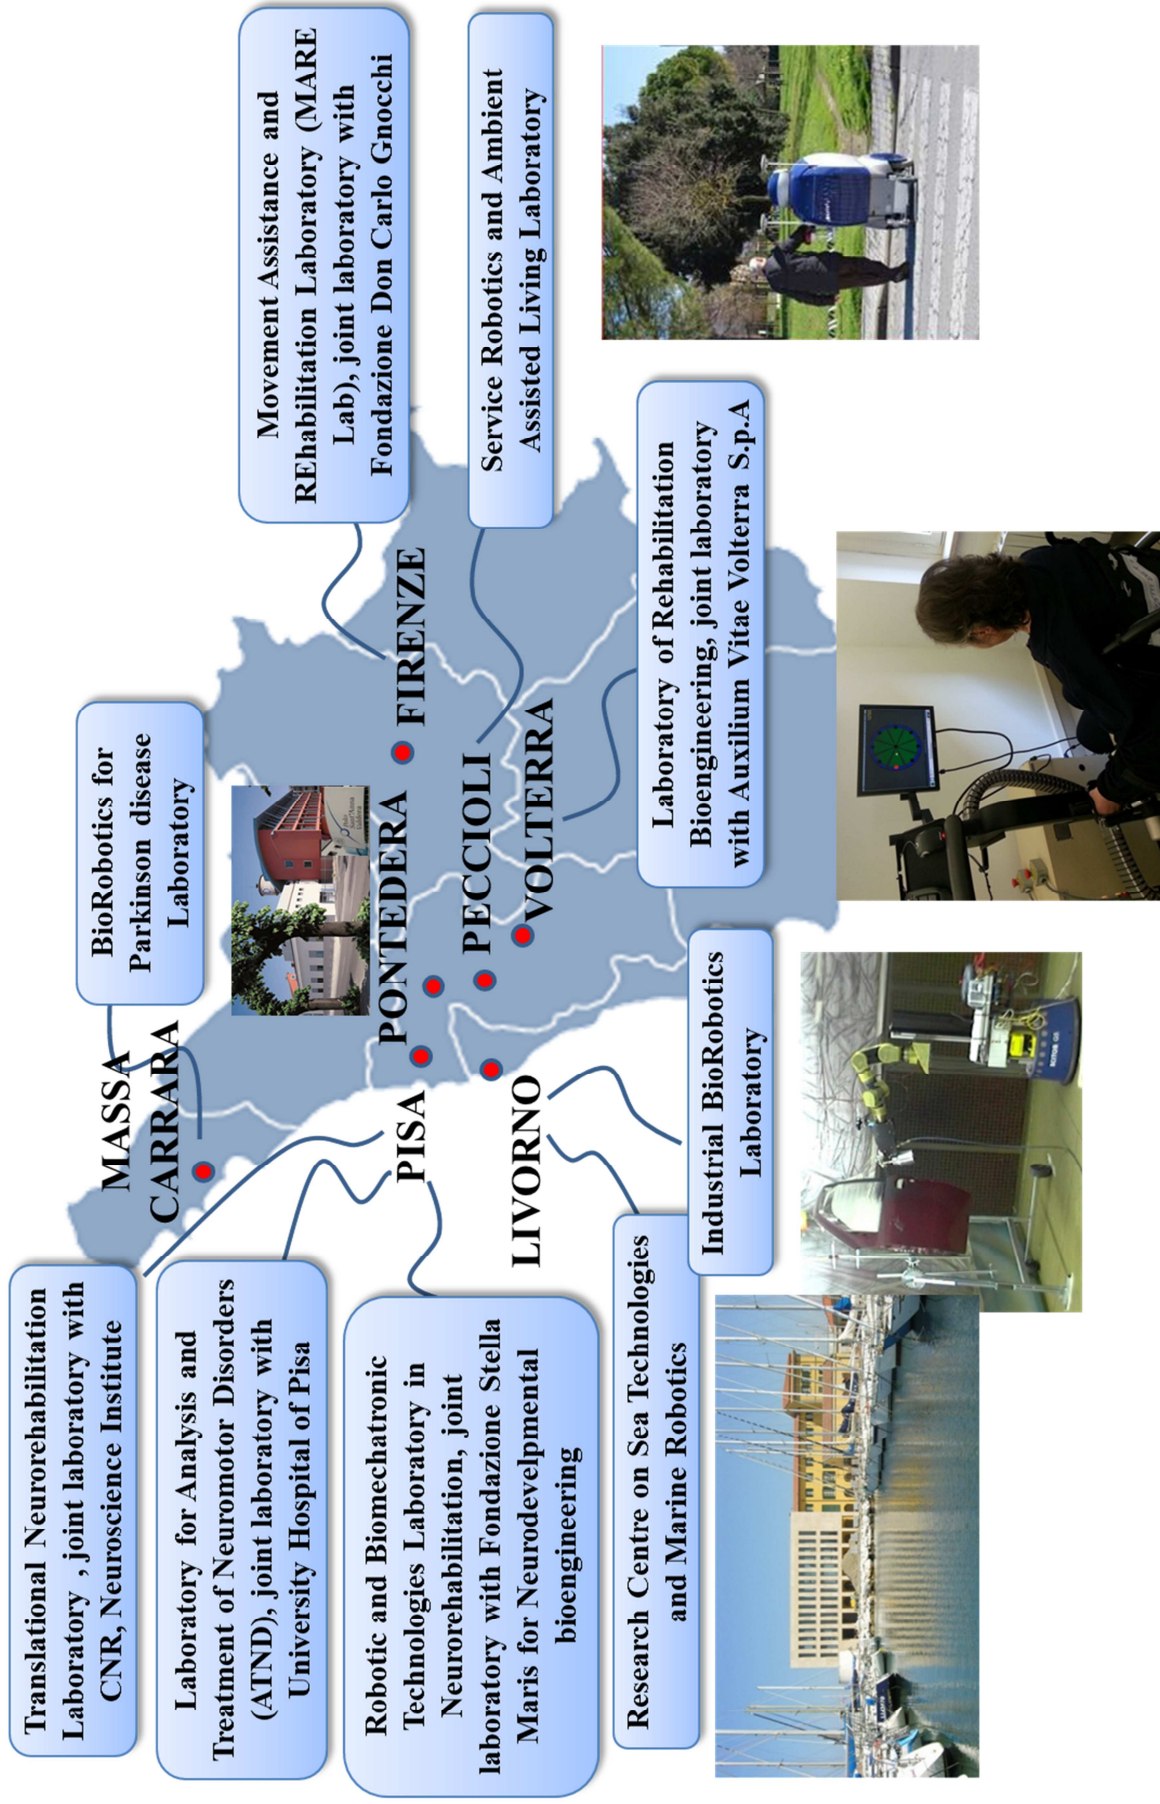 Translational Neurorehabilitation
Laboratory ,joint laboratory with
CNR, Neuroscience Institute
Laboratory for Analysis and
Treatment of Neuromotor Disorders
(ATND), joint laboratory with
University Hospital of Pisa
Robotic and Biomechatronic
Technologies Laboratory in
Neurorehabilitation, joint
laboratory with Fondazione Stella
Maris for Neurodevelpmental
bioengineering
Research Centre on Sea Technologies
and Marine Robotics
Industrial BioRobotics
Laboratory
MASSA
CARRARA
PISA
LIVORNO
BioRobotics for
Parkinson disease
Laboratory
PONTEDERA
PECCIOLI
VOLTERRA
FIRENZE
Movement Assistance and
REhabilitation Laboratory (MARE
Lab), joint laboratory with
Fondazione Don Carlo Gnocchi
Service Robotics and Ambient
Assisted Living Laboratory
Laboratory of Rehabilitation
Bioengineering, joint laboratory
with Auxilium Vitae Volterra S.p.A